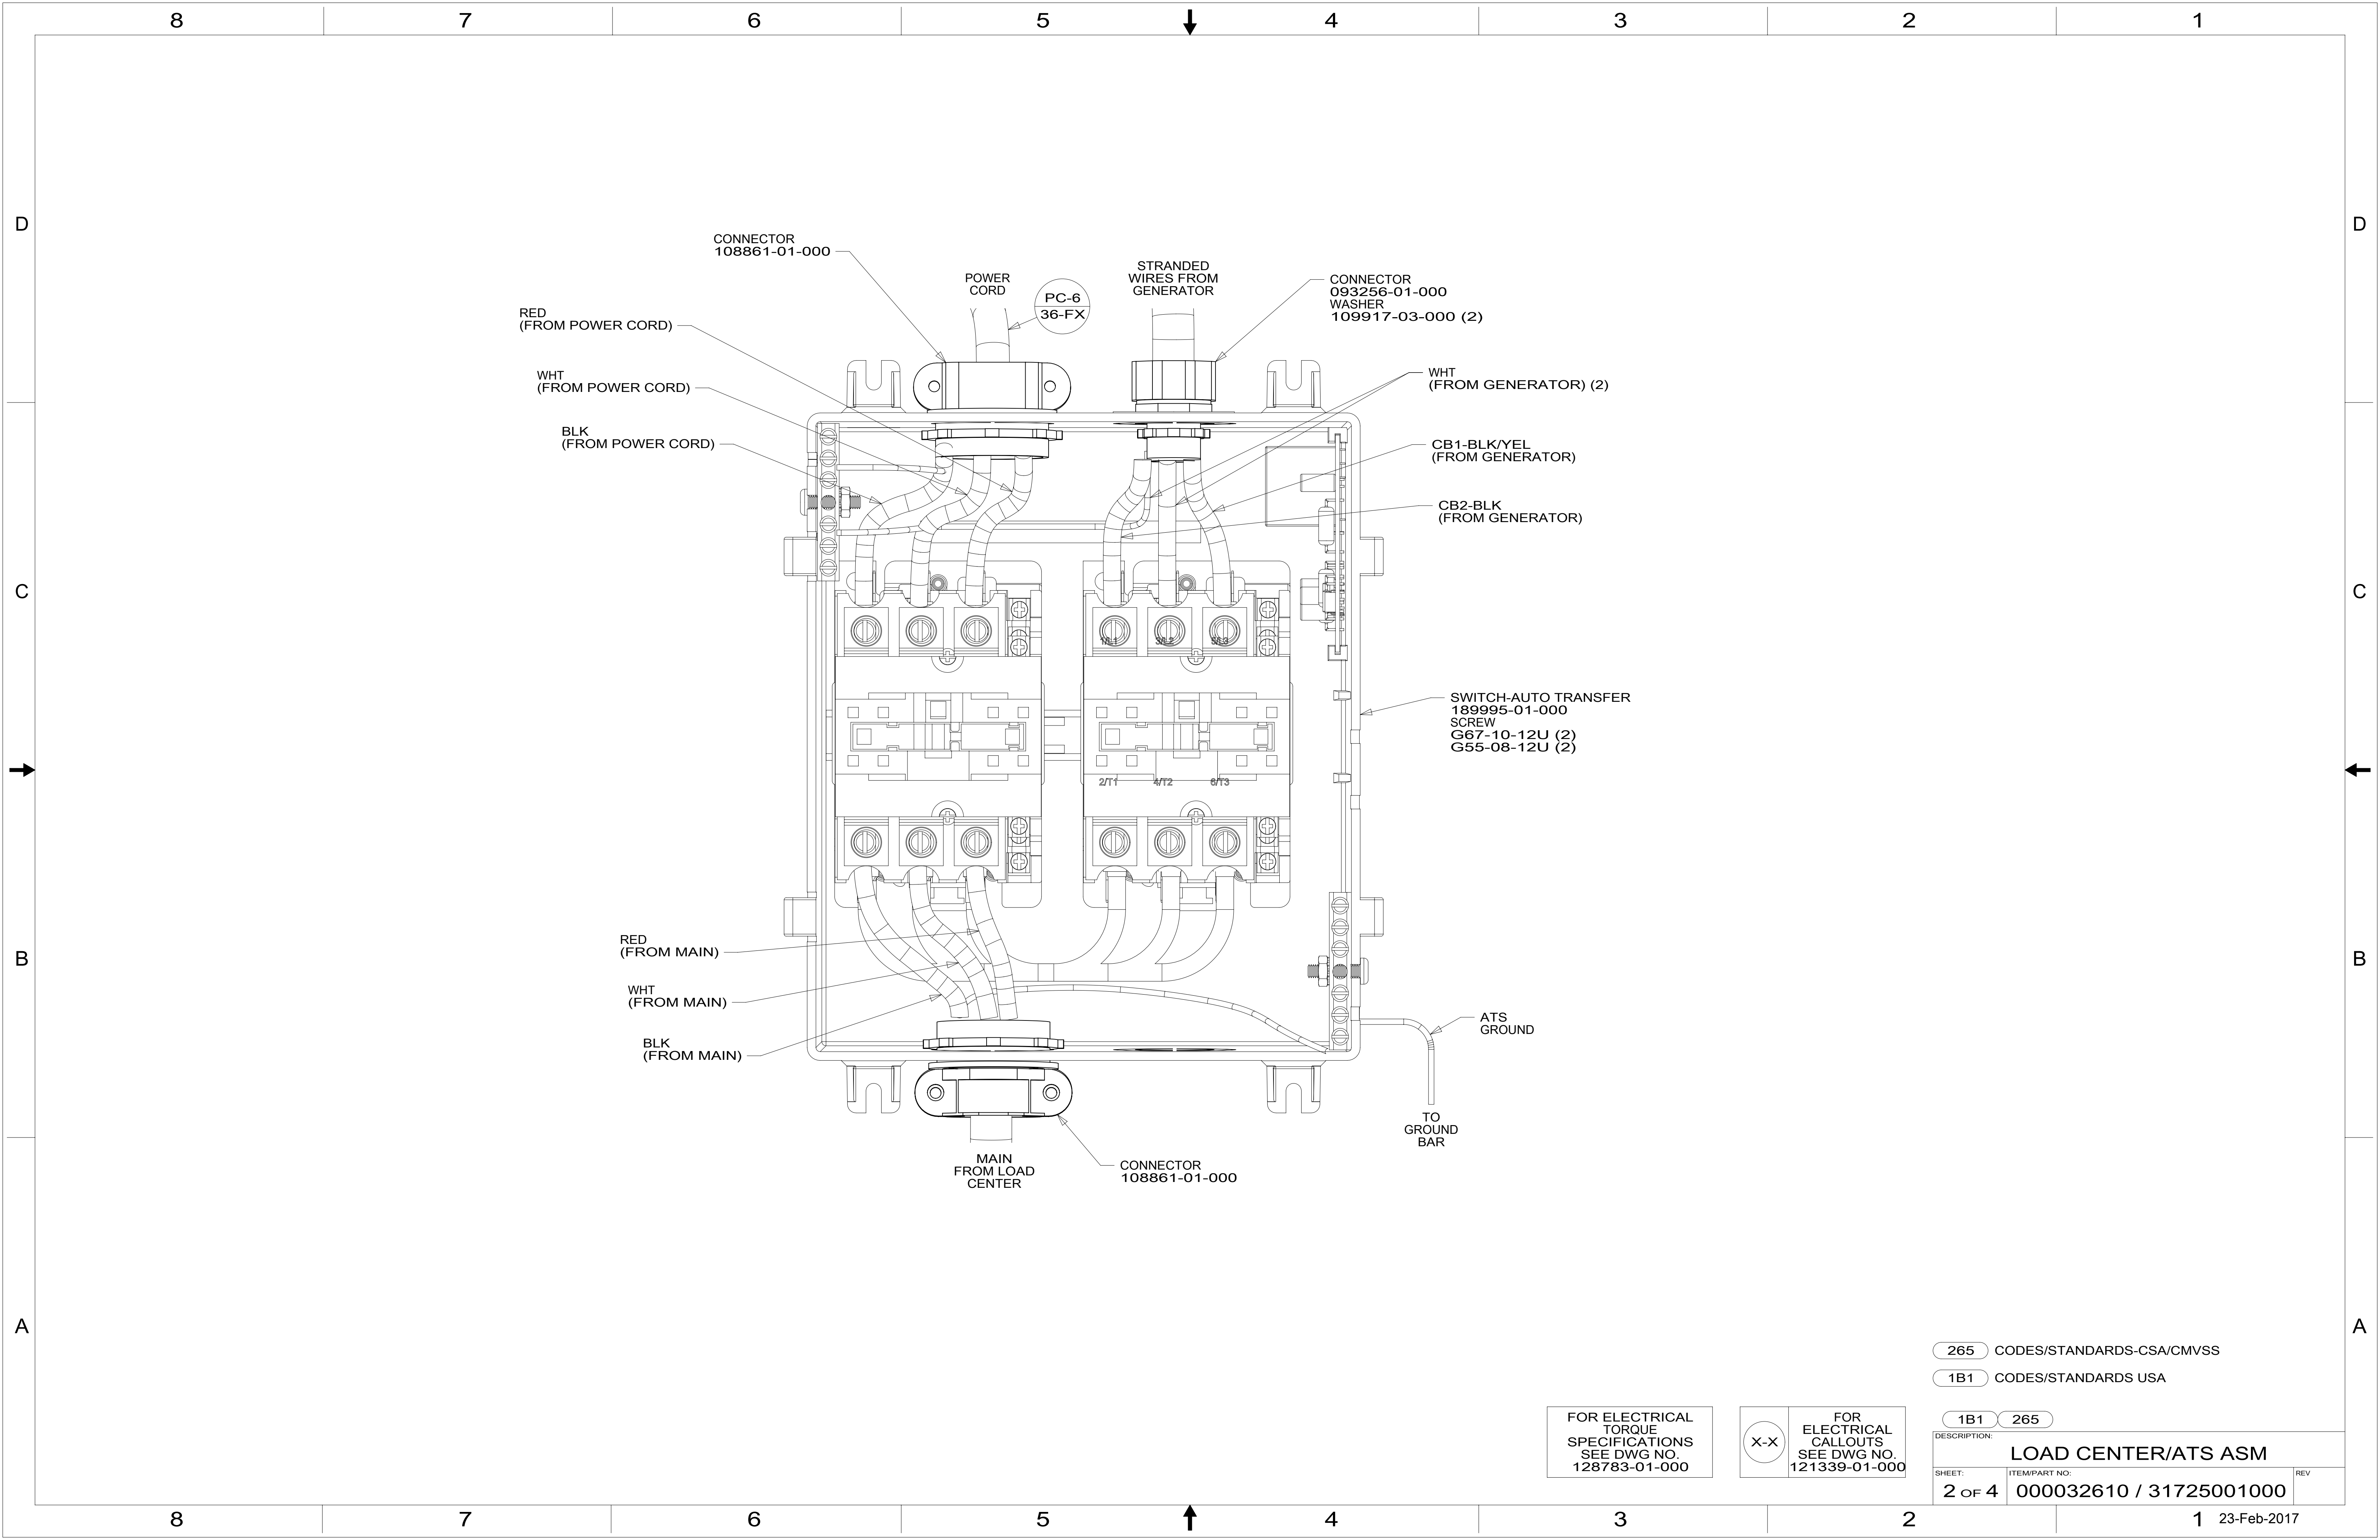 8 7 6 5 4 3 2 1
D
D
CONNECTOR
108861-01-000
POWER
CORD
PC-6
36-FX
STRANDED
WIRES FROM
GENERATOR
CONNECTOR
093256-01-000
WASHER
109917-03-000 (2)
RED
(FROM POWER CORD)
WHT
(FROM POWER CORD)
BLK
(FROM POWER CORD)
WHT
(FROM GENERATOR) (2)
CB1-BLK/YEL
(FROM GENERATOR)
CB2-BLK
(FROM GENERATOR)
C
C
1/L1 3/L2 5/L3
SWITCH-AUTO TRANSFER
189995-01-000
SCREW
G67-10-12U (2)
G55-08-12U (2)
2/T1 4/T2 6/T3
B
B
RED
(FROM MAIN)
WHT
(FROM MAIN)
BLK
(FROM MAIN)
ATS
GROUND
TO
GROUND
BAR
MAIN
FROM LOAD
CENTER
CONNECTOR
108861-01-000
A
A
265 CODES/STANDARDS-CSA/CMVSS
1B1 CODES/STANDARDS USA
1B1 265
FOR ELECTRICAL
TORQUE
SPECIFICATIONS
SEE DWG NO.
128783-01-000
X-X
FOR
ELECTRICAL
CALLOUTS
SEE DWG NO.
121339-01-000
DESCRIPTION:
LOAD CENTER/ATS ASM
SHEET:
2 OF 4
ITEM/PART NO:
000032610 / 31725001000
REV
8 7 6 5 4 3 2 1
23-Feb-2017